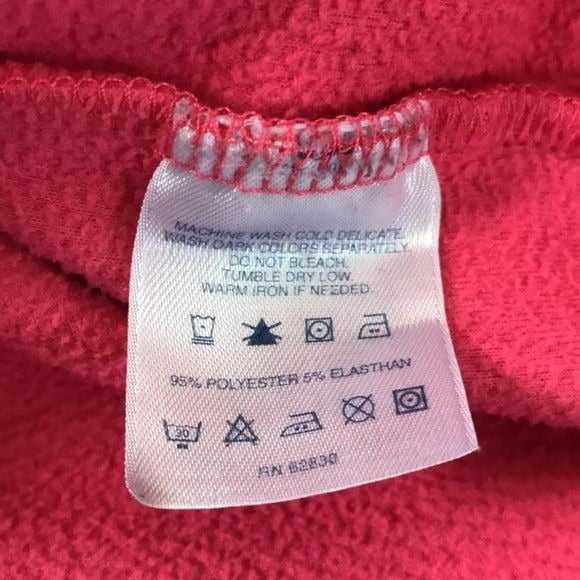 MACHINE WASH COLD DELICATE.
WASH DARK COLORS SEPARATELY
DO NOT BLEACH.
TUMBLE DRY LOW.
WARM IRON IF NEEDED
95% POLYESTER 5% ELASTHAN
30
RN 62830